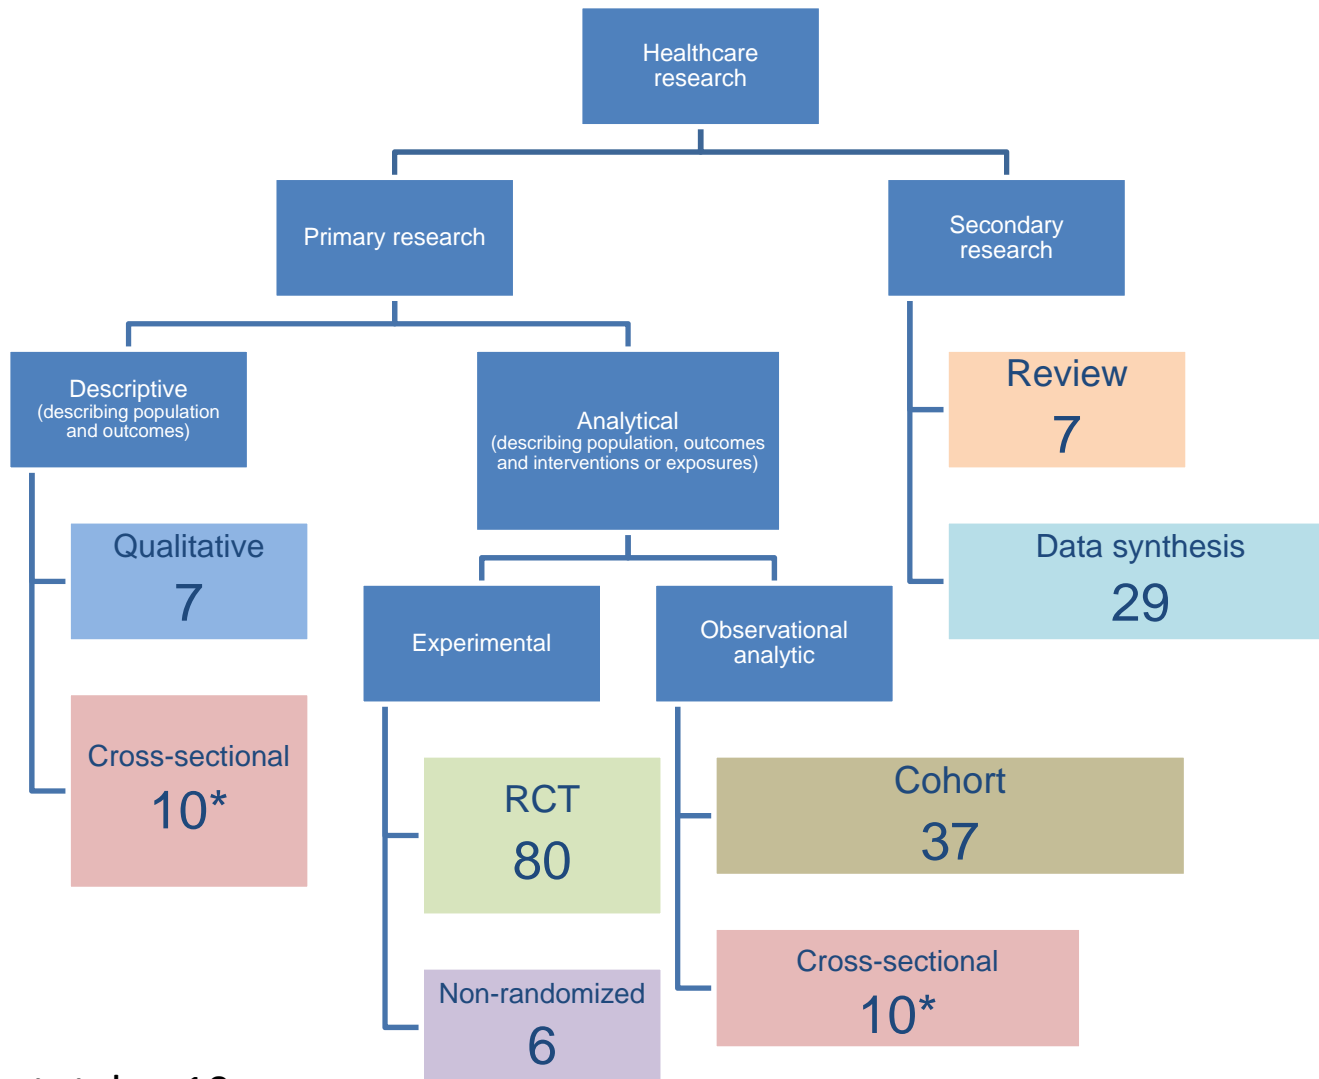 Healthcare
research
Primary research
Secondary
research
Descriptive
(describing population
and outcomes)
Analytical
(describing population, outcomes
and interventions or exposures)
Review
7
Qualitative
7
Data synthesis
29
Experimental
Observational
analytic
Cross-sectional
10*
RCT
80
Cohort
37
Non-randomized
6
Cross-sectional
10*